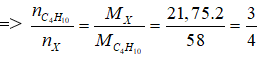 => n_{C_4H_{10}} / n_X = M_X / M_{C_4H_{10}} = 21,75.2 / 58 = 3 / 4